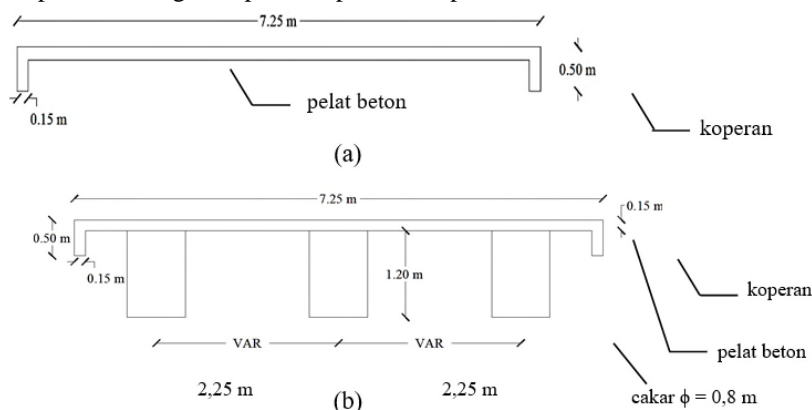 7.25 m
0.50 m
0.15 m
pelat beton
koperan
(a)
7.25 m
0.15 m
0.50 m
0.15 m
1.20 m
koperan
VAR
VAR
pelat beton
2,25 m
2,25 m
(b)
cakar ϕ = 0,8 m